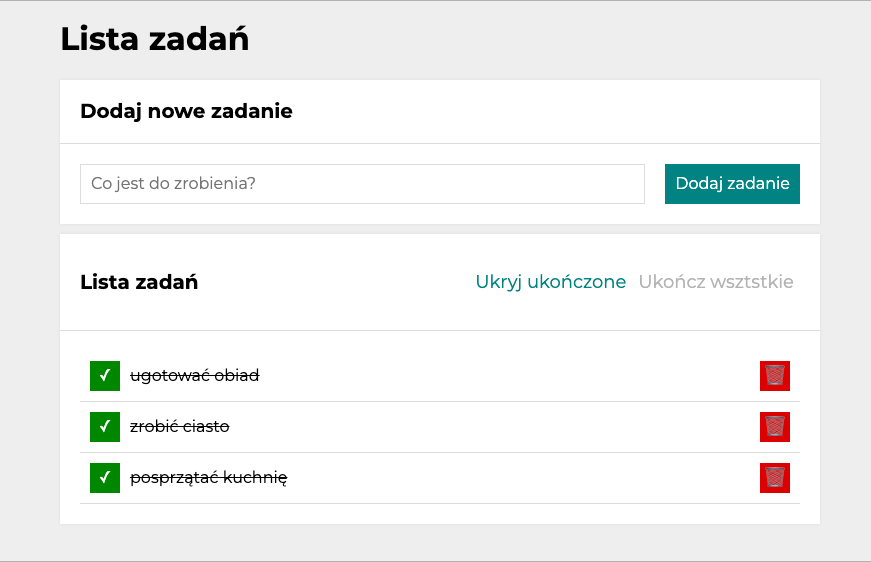 Lista zadań
Dodaj nowe zadanie
Co jest do zrobienia? Dodaj zadanie
Lista zadań Ukryj ukończone Ukończ wsztstkie
ugotować obiad
zrobić ciasto
posprzątać kuchnię